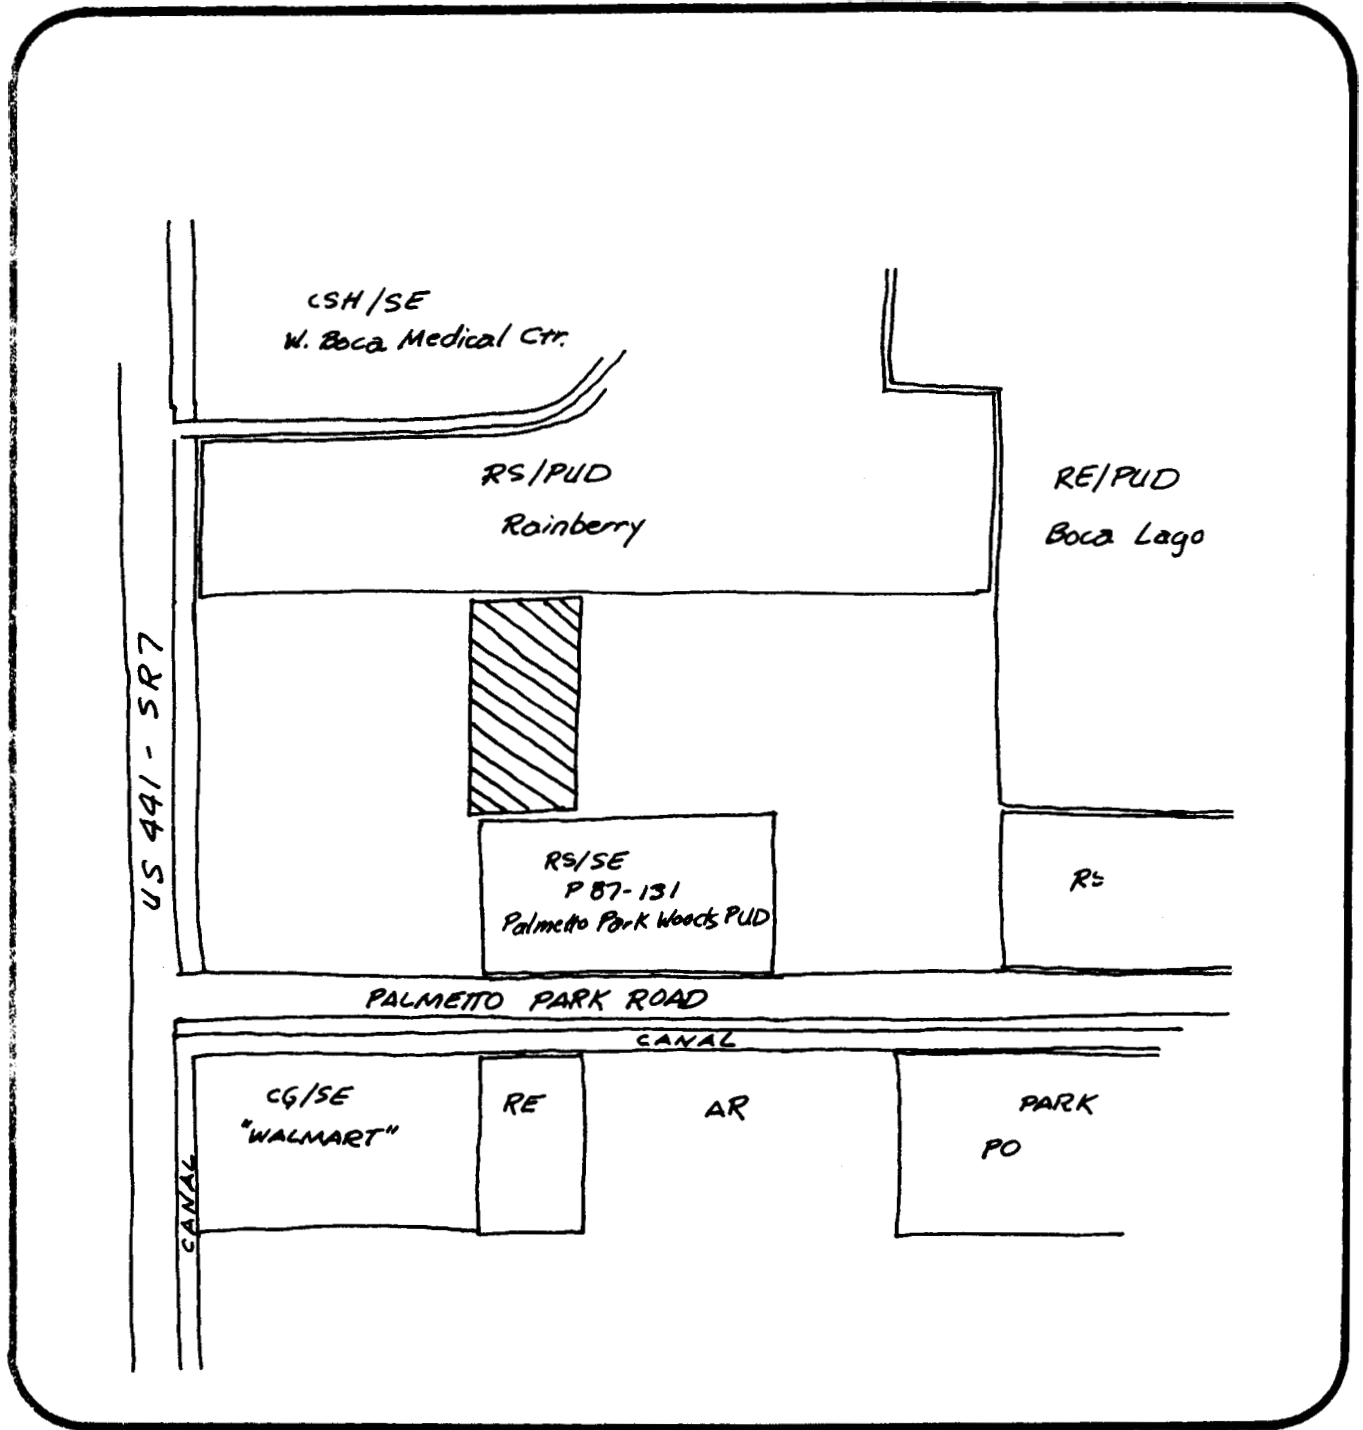 CSH/SE
W. Boca Medical Ctr.
RS/PUD
Rainberry
RE/PUD
Boca Lago
US 441 - SR7
RS/SE
P 87-131
Palmetto Park Woods PUD
RS
PALMETTO PARK ROAD
CANAL
CG/SE
"WALMART"
RE
AR
PARK
PO
CANAL